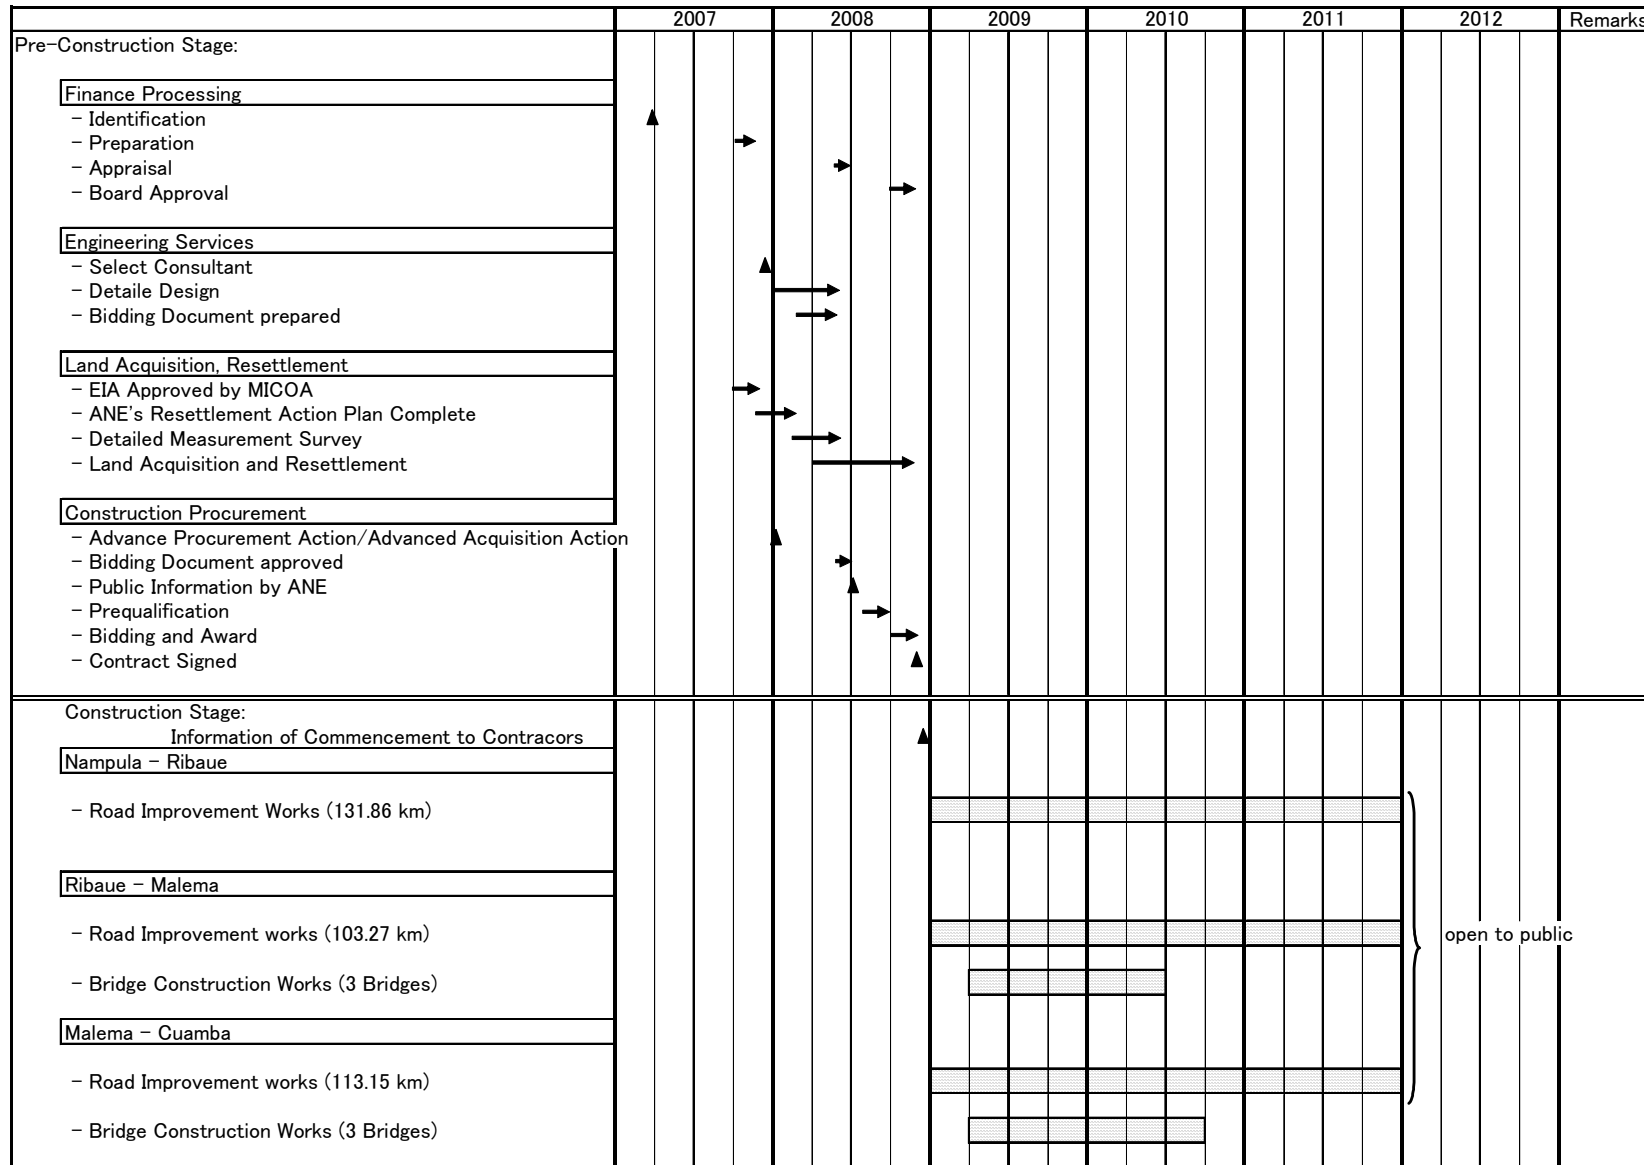 2007 2008 2009 2010 2011 2012 Remarks
Pre-Construction Stage:
Finance Processing
- Identification
- Preparation
- Appraisal
- Board Approval
Engineering Services
- Select Consultant
- Detaile Design
- Bidding Document prepared
Land Acquisition, Resettlement
- EIA Approved by MICOA
- ANE's Resettlement Action Plan Complete
- Detailed Measurement Survey
- Land Acquisition and Resettlement
Construction Procurement
- Advance Procurement Action/Advanced Acquisition Action
- Bidding Document approved
- Public Information by ANE
- Prequalification
- Bidding and Award
- Contract Signed
Construction Stage:
Information of Commencement to Contracors
Nampula - Ribaue
- Road Improvement Works (131.86 km)
Ribaue - Malema
- Road Improvement works (103.27 km)
open to public
- Bridge Construction Works (3 Bridges)
Malema - Cuamba
- Road Improvement works (113.15 km)
- Bridge Construction Works (3 Bridges)